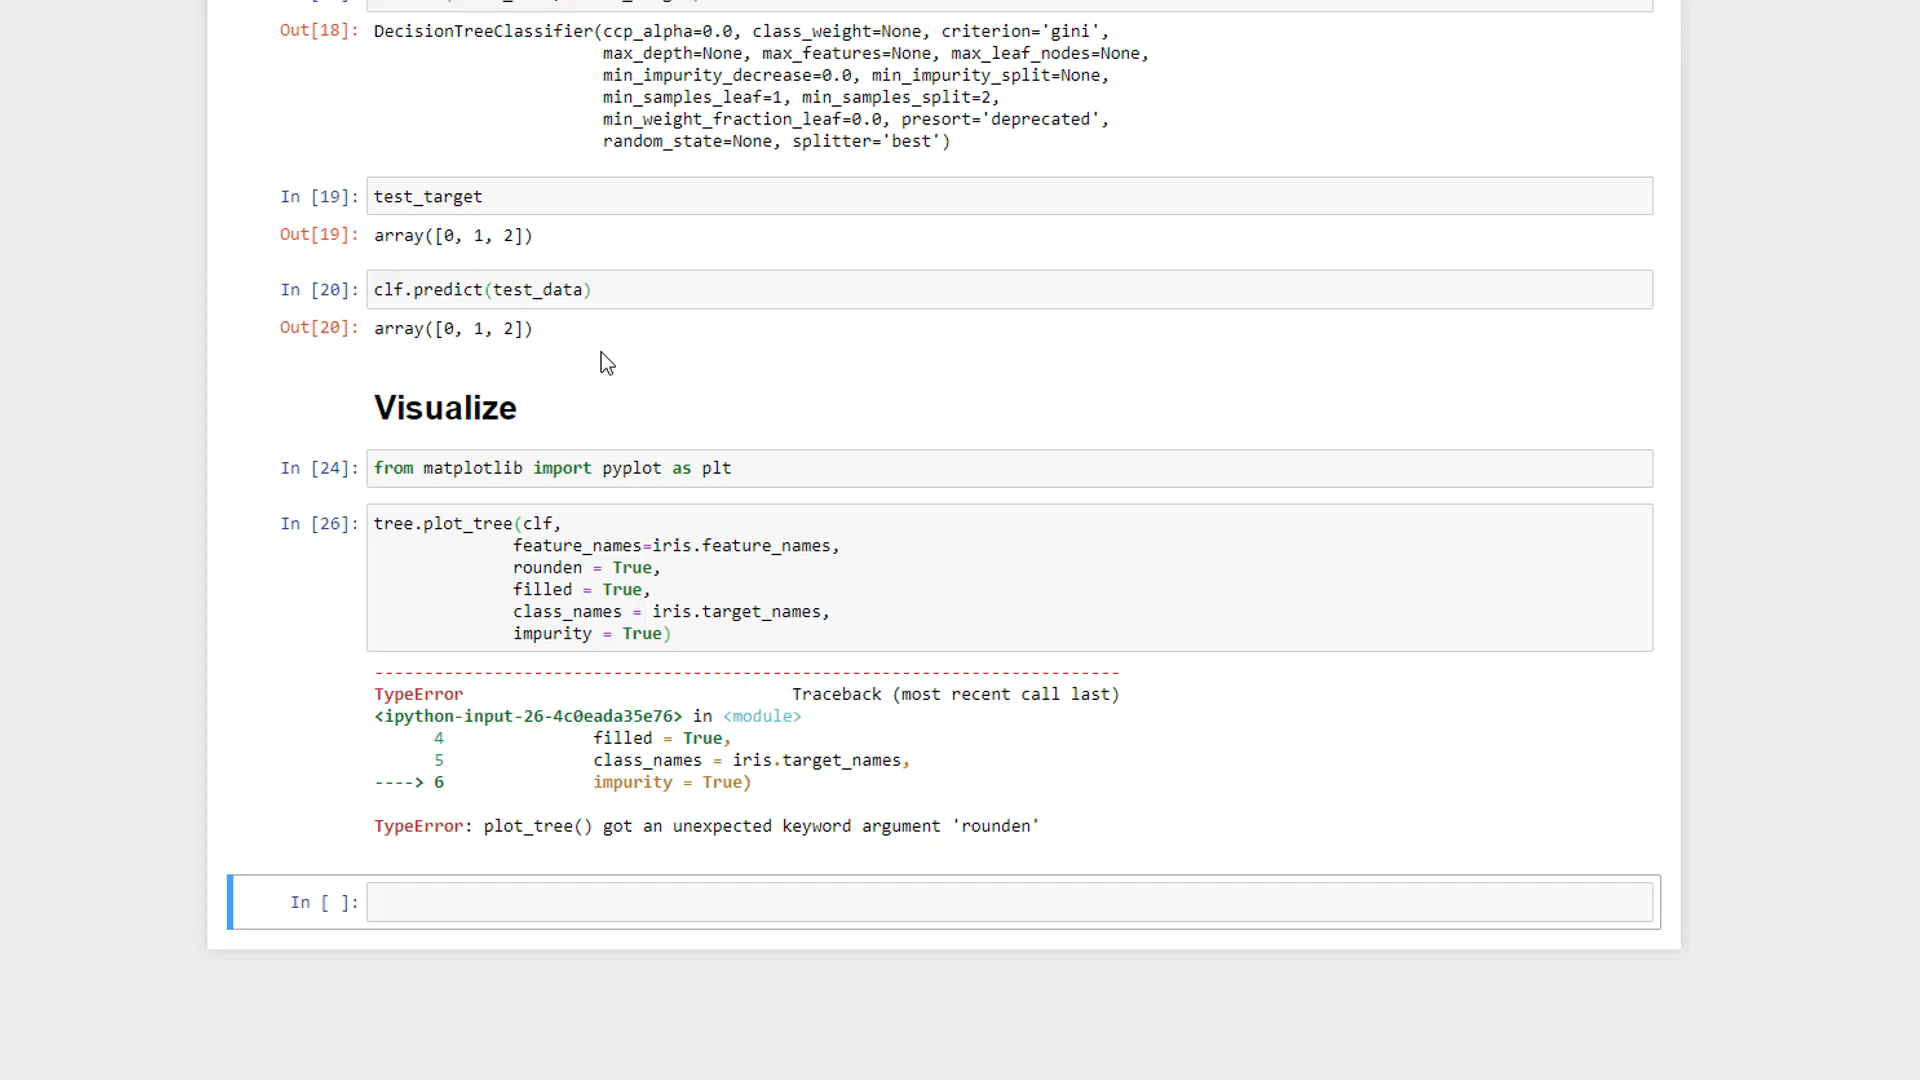 Out[18]: DecisionTreeClassifier(ccp_alpha=0.0, class_weight=None, criterion='gini',
max_depth=None, max_features=None, max_leaf_nodes=None,
min_impurity_decrease=0.0, min_impurity_split=None,
min_samples_leaf=1, min_samples_split=2,
min_weight_fraction_leaf=0.0, presort='deprecated',
random_state=None, splitter='best')
In [19]: test_target
Out[19]: array([0, 1, 2])
In [20]: clf.predict(test_data)
Out[20]: array([0, 1, 2])
Visualize
In [24]: from matplotlib import pyplot as plt
In [26]: tree.plot_tree(clf,
feature_names=iris.feature_names,
rounden = True,
filled = True,
class_names = iris.target_names,
impurity = True)
---------------------------------------------------------------------------
TypeError Traceback (most recent call last)
<ipython-input-26-4c0eada35e76> in <module>
4 filled = True,
5 class_names = iris.target_names,
----> 6 impurity = True)
TypeError: plot_tree() got an unexpected keyword argument 'rounden'
In [ ]: